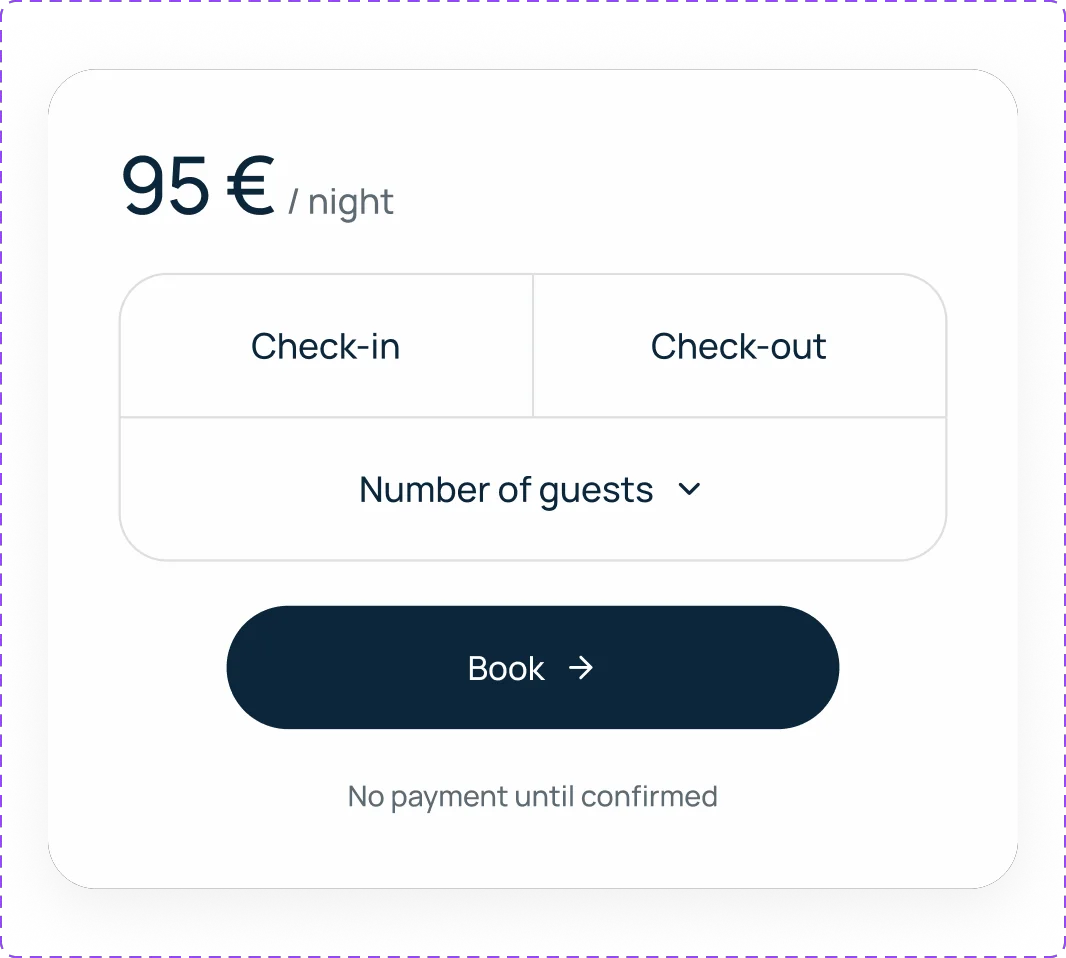 95 € / night
Check-in Check-out
Number of guests
Book
No payment until confirmed